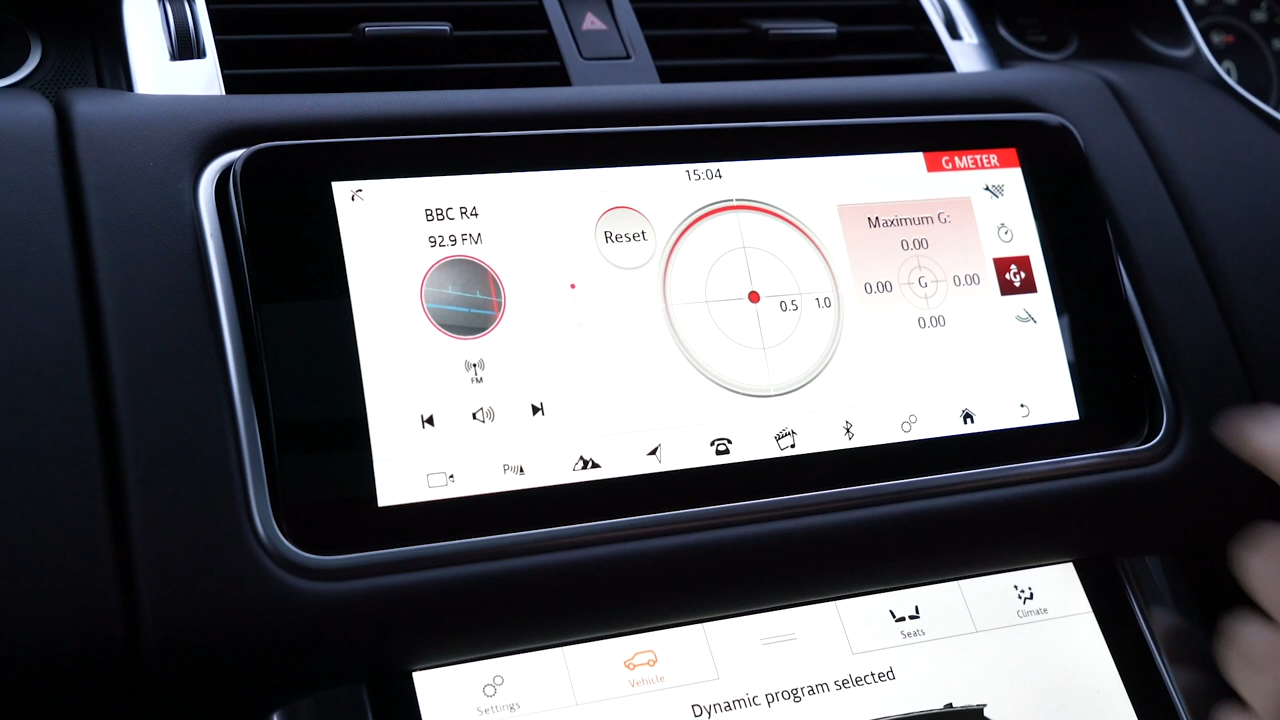 15:04
G METER
BBC R4
92.9 FM
FM
Reset
0.5 1.0
Maximum G:
0.00
0.00 G 0.00
0.00
G
P
Settings
Vehicle
Seats
Climate
Dynamic program selected